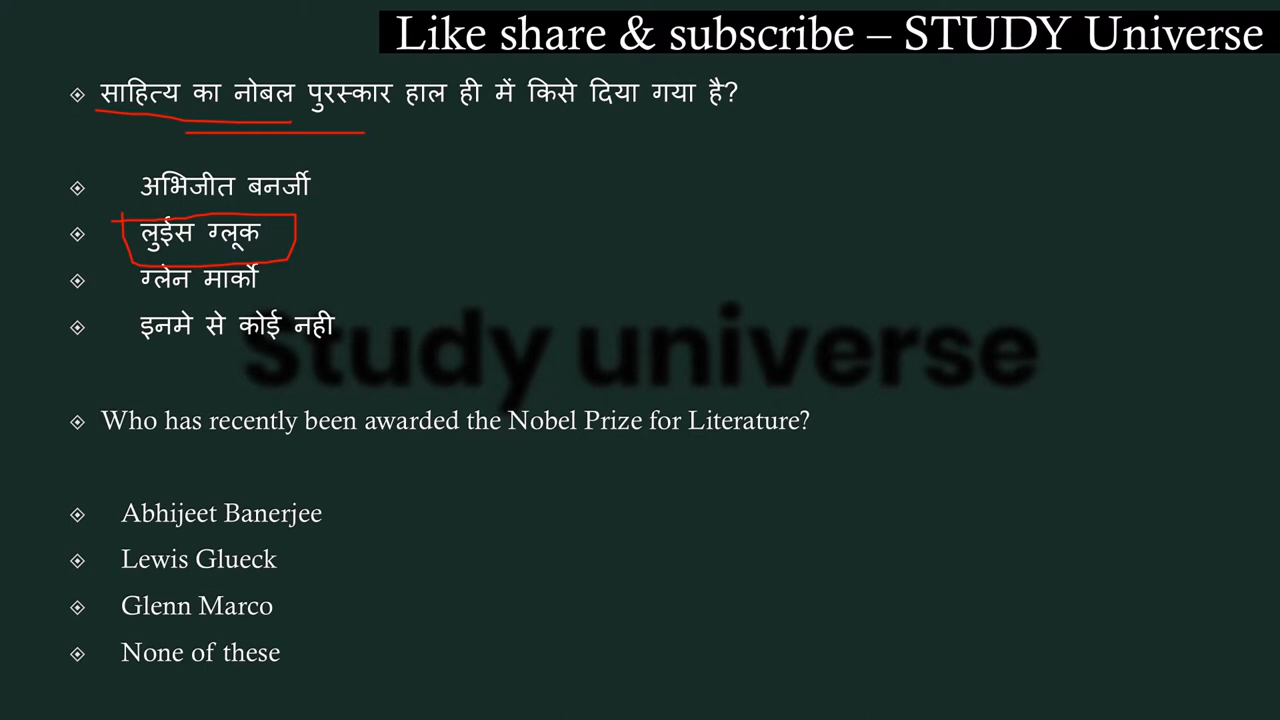 Like share & subscribe – STUDY Universe
साहित्य का नोबल पुरस्कार हाल ही में किसे दिया गया है?
अभिजीत बनर्जी
लुईस ग्लूक
ग्लेन मार्को
इनमे से कोई नही
Study universe
Who has recently been awarded the Nobel Prize for Literature?
Abhijeet Banerjee
Lewis Glueck
Glenn Marco
None of these